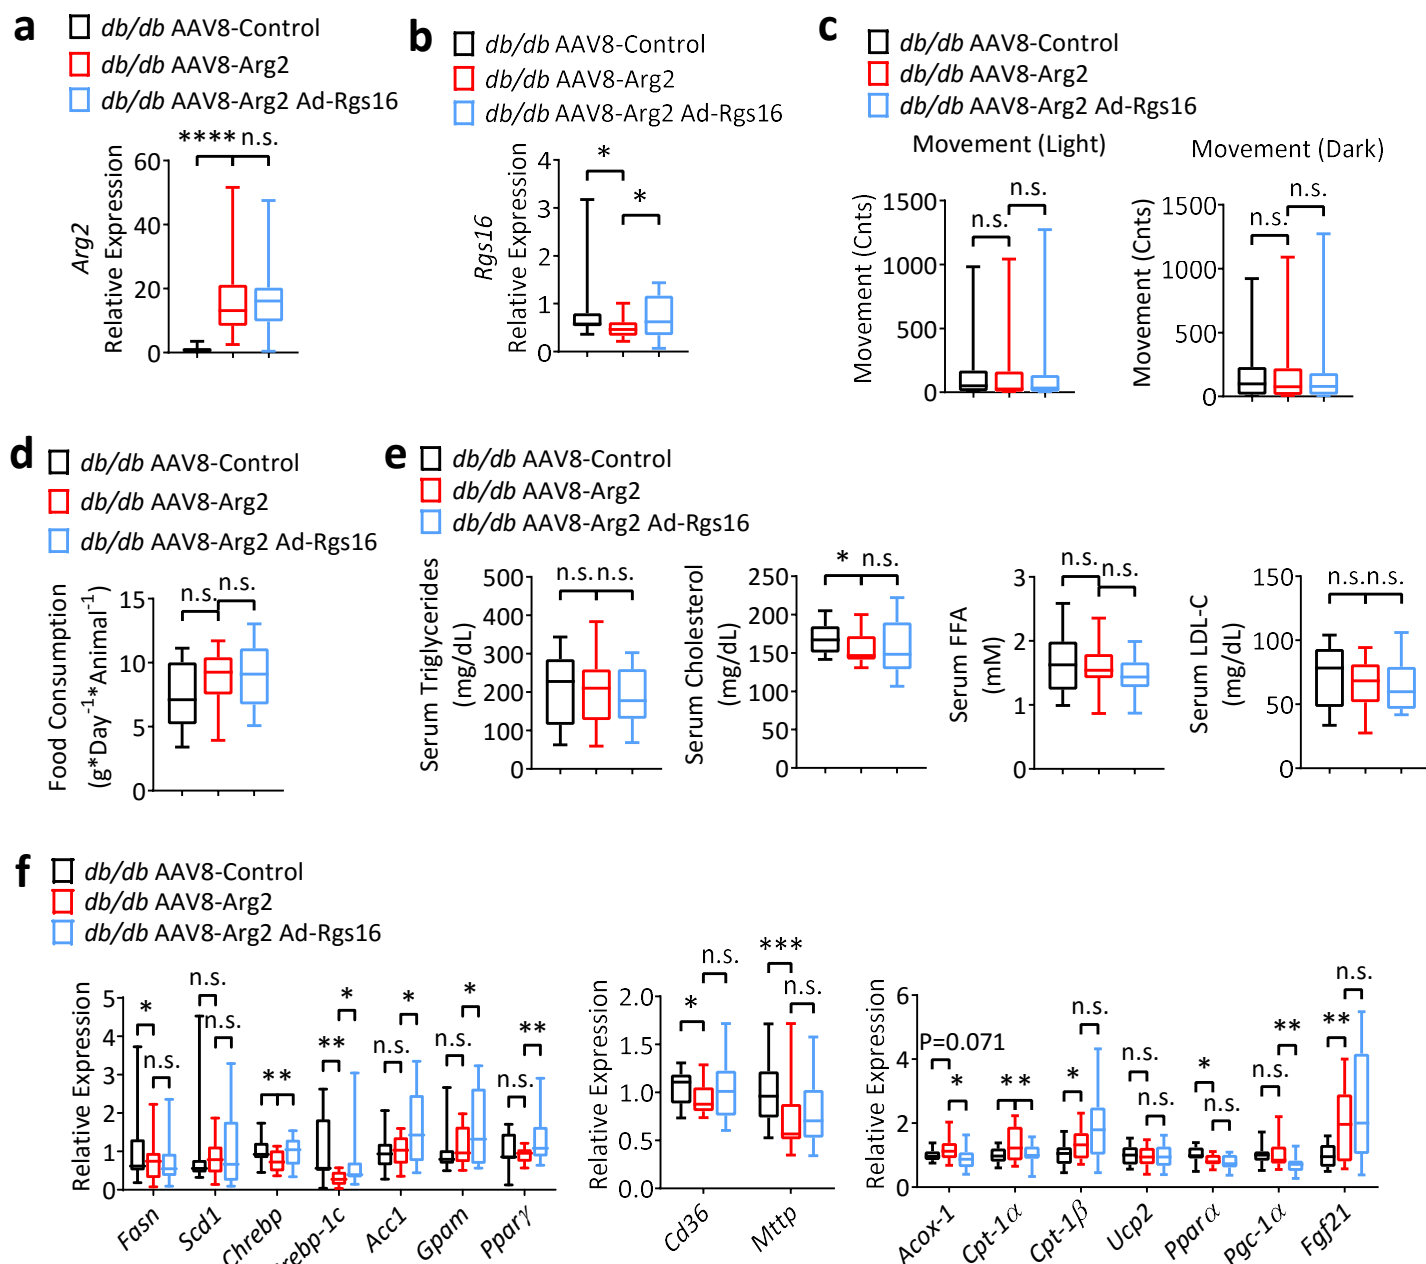 a
db/db AAV8-Control
db/db AAV8-Arg2
db/db AAV8-Arg2 Ad-Rgs16
**** n.s.
Arg2
Relative Expression
60
40
20
0
b
db/db AAV8-Control
db/db AAV8-Arg2
db/db AAV8-Arg2 Ad-Rgs16
*
*
Rgs16
Relative Expression
4
3
2
1
0
c
db/db AAV8-Control
db/db AAV8-Arg2
db/db AAV8-Arg2 Ad-Rgs16
Movement (Light)
n.s.
n.s.
Movement (Cnts)
1500
1000
500
0
Movement (Dark)
n.s.
n.s.
Movement (Cnts)
1500
1000
500
0
d
db/db AAV8-Control
db/db AAV8-Arg2
db/db AAV8-Arg2 Ad-Rgs16
n.s.
n.s.
Food Consumption
(g*Day⁻¹*Animal⁻¹)
15
10
5
0
e
db/db AAV8-Control
db/db AAV8-Arg2
db/db AAV8-Arg2 Ad-Rgs16
n.s. n.s.
Serum Triglycerides
(mg/dL)
500
400
300
200
100
0
* n.s.
Serum Cholesterol
(mg/dL)
250
200
150
100
50
0
n.s.
n.s.
Serum FFA
(mM)
3
2
1
0
n.s. n.s.
Serum LDL-C
(mg/dL)
150
100
50
0
f
db/db AAV8-Control
db/db AAV8-Arg2
db/db AAV8-Arg2 Ad-Rgs16
Relative Expression
5
4
3
2
1
0
*
n.s.
n.s.
n.s.
* *
**
*
n.s.
*
n.s.
*
n.s.
**
Fasn
Scd1
Chrebp
rebp-1c
Acc1
Gpam
Pparγ
Relative Expression
2.0
1.5
1.0
0.5
0.0
*
n.s.
***
n.s.
Cd36
Mttp
Relative Expression
6
4
2
0
P=0.071
*
* *
*
n.s.
n.s.
n.s.
*
n.s.
n.s.
**
**
n.s.
Acox-1
Cpt-1α
Cpt-1β
Ucp2
Pparα
Pgc-1α
Fgf21